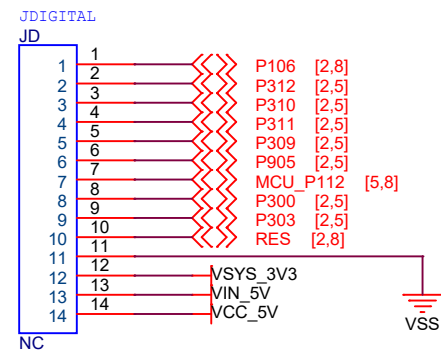 JDIGITAL
JD
1 1 P106 [2,8]
2 2 P312 [2,5]
3 3 P310 [2,5]
4 4 P311 [2,5]
5 5 P309 [2,5]
6 6 P905 [2,5]
7 7 MCU_P112 [5,8]
8 8 P300 [2,5]
9 9 P303 [2,5]
10 10 RES [2,8]
11 11
12 12 VSYS_3V3
13 13 VIN_5V
14 14 VCC_5V
VSS
NC